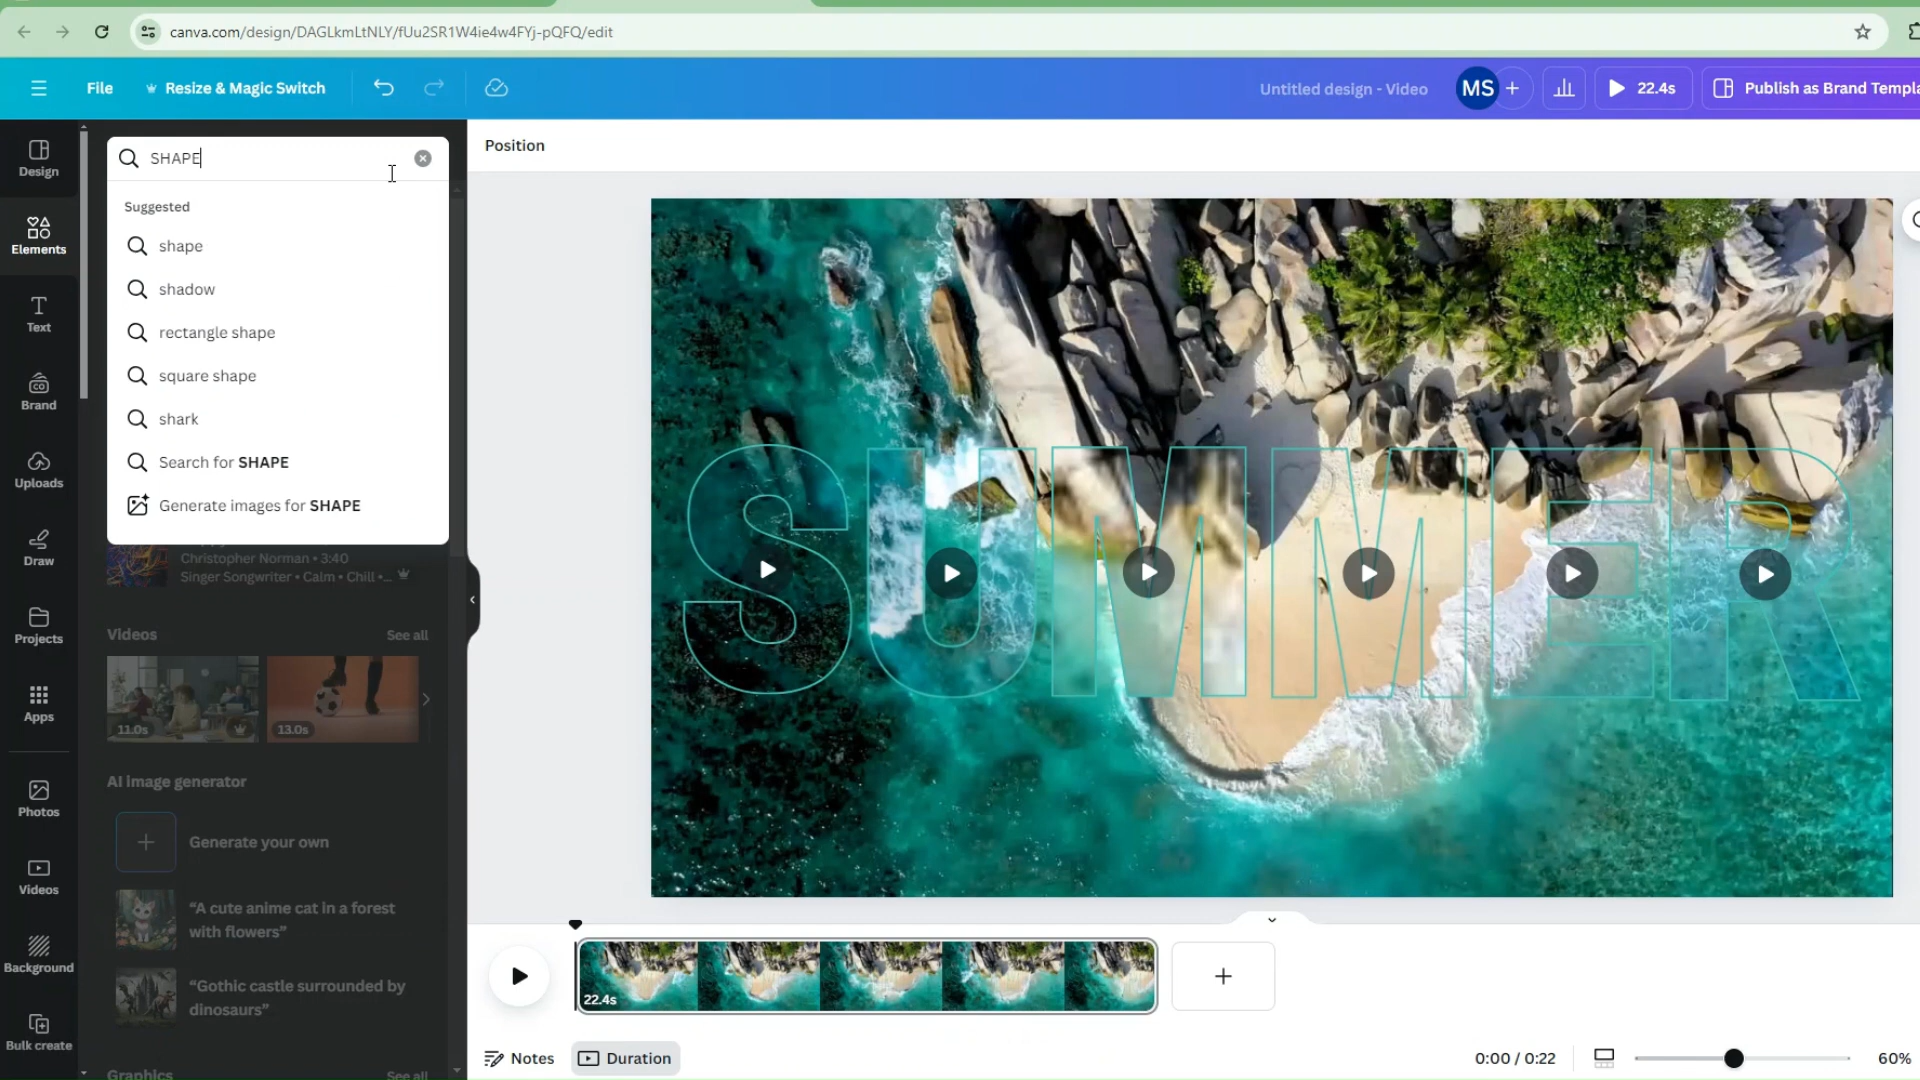 canva.com/design/DAGLkmLtNLY/fUu2SR1W4ie4w4FYj-pQFQ/edit
File
Resize & Magic Switch
Untitled design - Video
MS
22.4s
Publish as Brand Templa
Design
Elements
Text
Brand
Uploads
Draw
Projects
Apps
Photos
Videos
Background
Bulk create
SHAPE
Suggested
shape
shadow
rectangle shape
square shape
shark
Search for SHAPE
Generate images for SHAPE
Christopher Norman • 3:40
Singer Songwriter • Calm • Chill •...
Videos
See all
11.0s
13.0s
AI image generator
Generate your own
“A cute anime cat in a forest
with flowers”
“Gothic castle surrounded by
dinosaurs”
Graphics
See all
Position
SUMMER
22.4s
Notes
Duration
0:00 / 0:22
60%